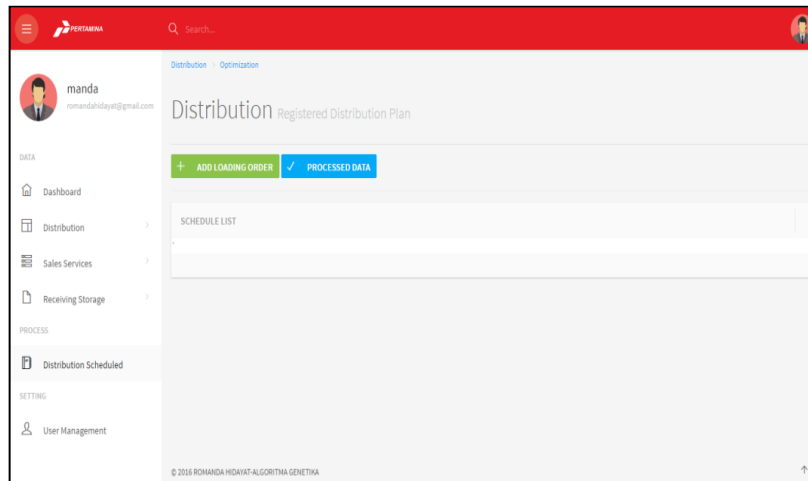 PERTAMINA
Search...
manda
romandahidayat@gmail.com
DATA
Dashboard
Distribution
Sales Services
Receiving Storage
PROCESS
Distribution Scheduled
SETTING
User Management
Distribution > Optimization
Distribution Registered Distribution Plan
+ ADD LOADING ORDER ✓ PROCESSED DATA
SCHEDULE LIST
© 2016 ROMANDA HIDAYAT-ALGORITMA GENETIKA